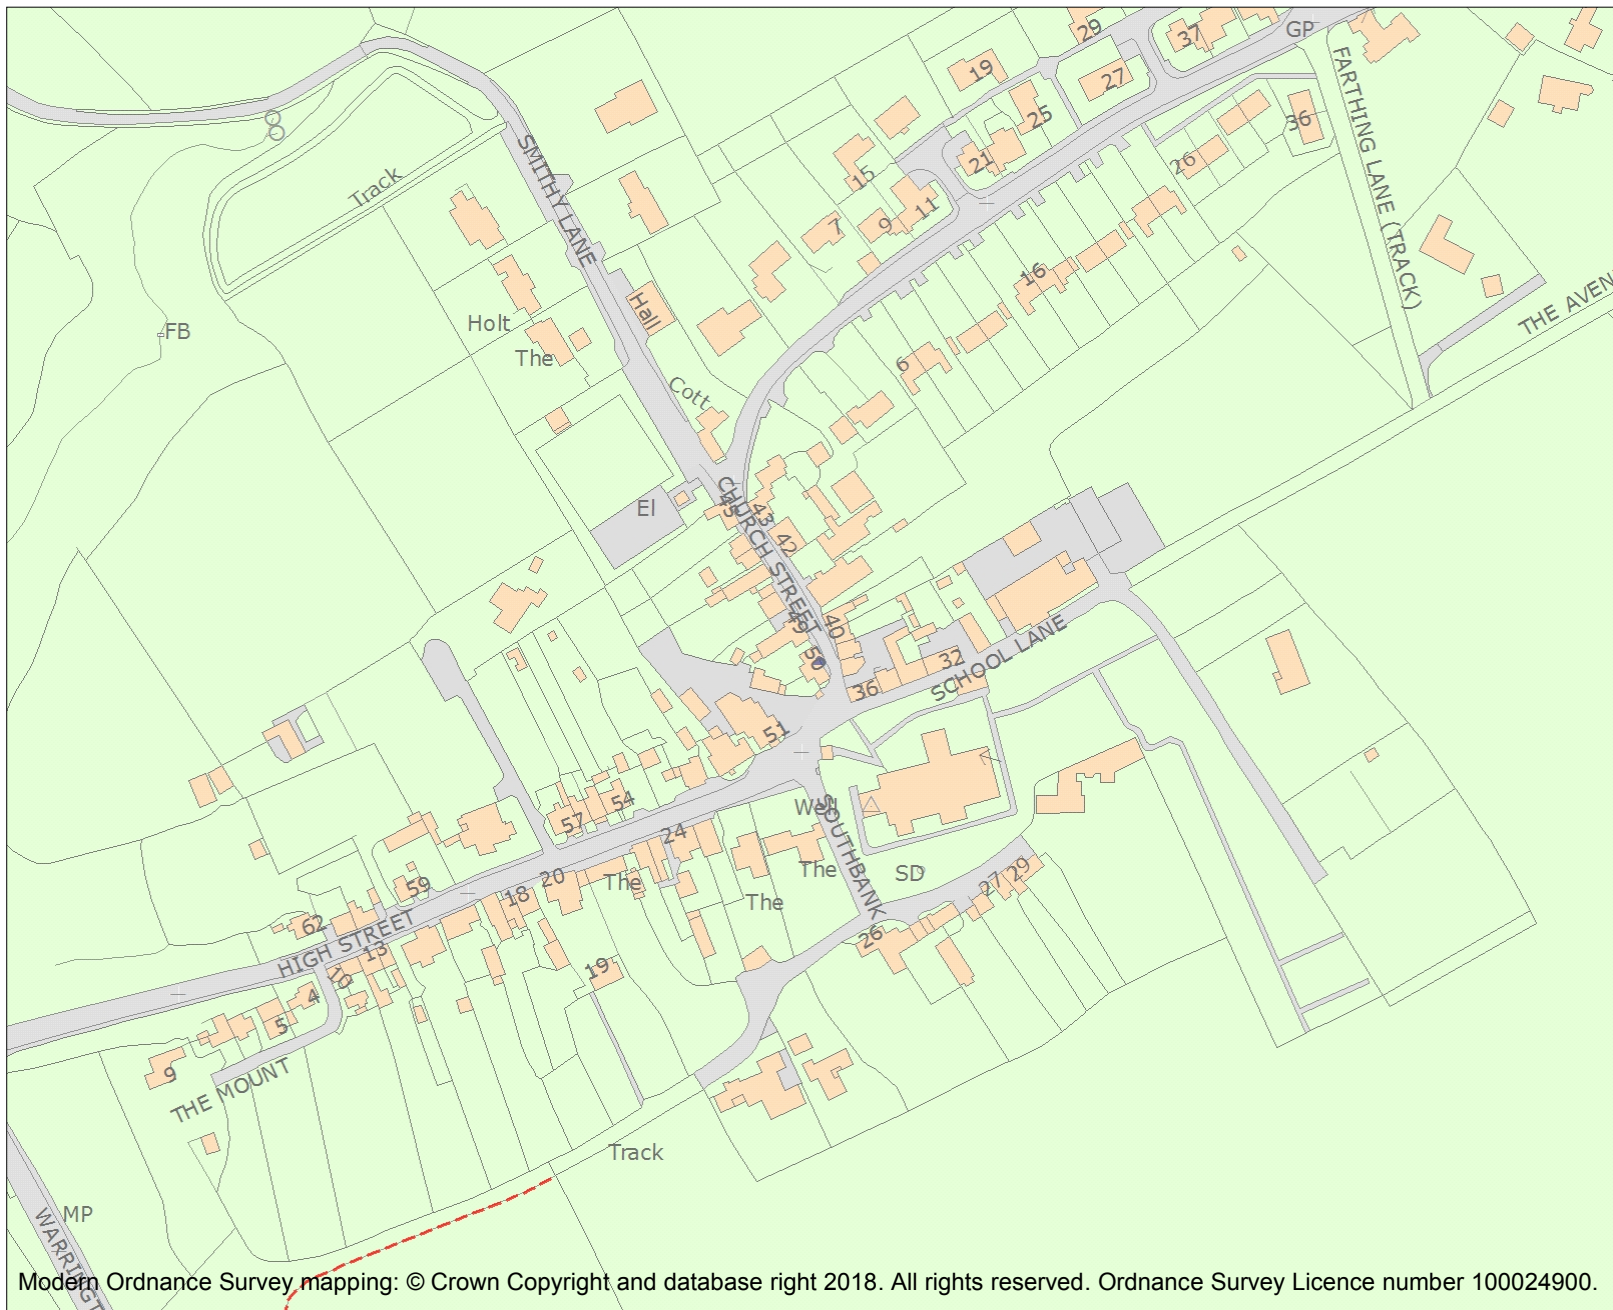 GP
29
37
19
27
FARTHING LANE (TRACK)
25
36
SMITHY LANE
21
26
15
Track
11
7
9
16
THE AVEN
Hall
Holt
FB
The
6
Cott
CHURCH STREET
45
43
El
42
49
40
50
32
SCHOOL LANE
36
51
Well
54
57
24
SOUTHBANK
The
SD
The
20
59
18
The
27
29
62
HIGH STREET
26
13
10
19
4
5
9
THE MOUNT
Track
MP
WARRINGT
Modern Ordnance Survey mapping: © Crown Copyright and database right 2018. All rights reserved. Ordnance Survey Licence number 100024900.